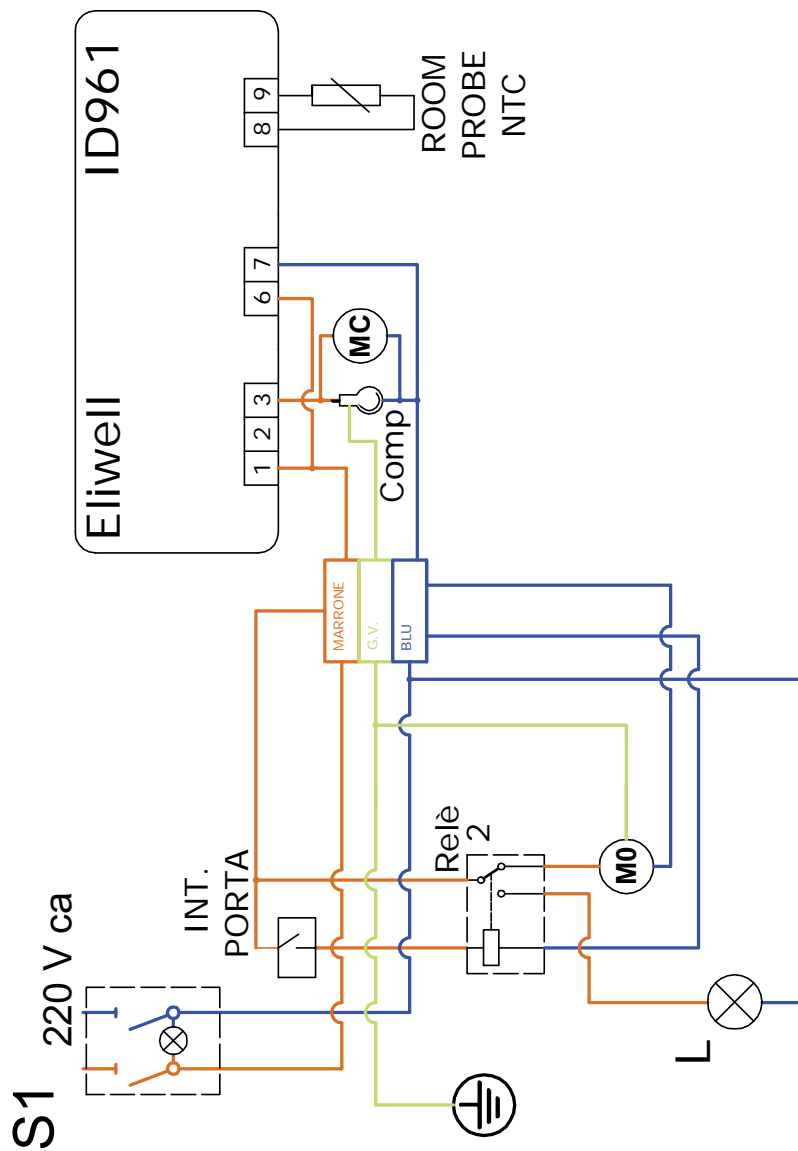 S1
220 V ca
INT.
PORTA
Relè
2
M0
L
MARRONE
G.V.
BLU
Comp
MC
Eliwell
ID961
1
2
3
6
7
8
9
ROOM
PROBE
NTC